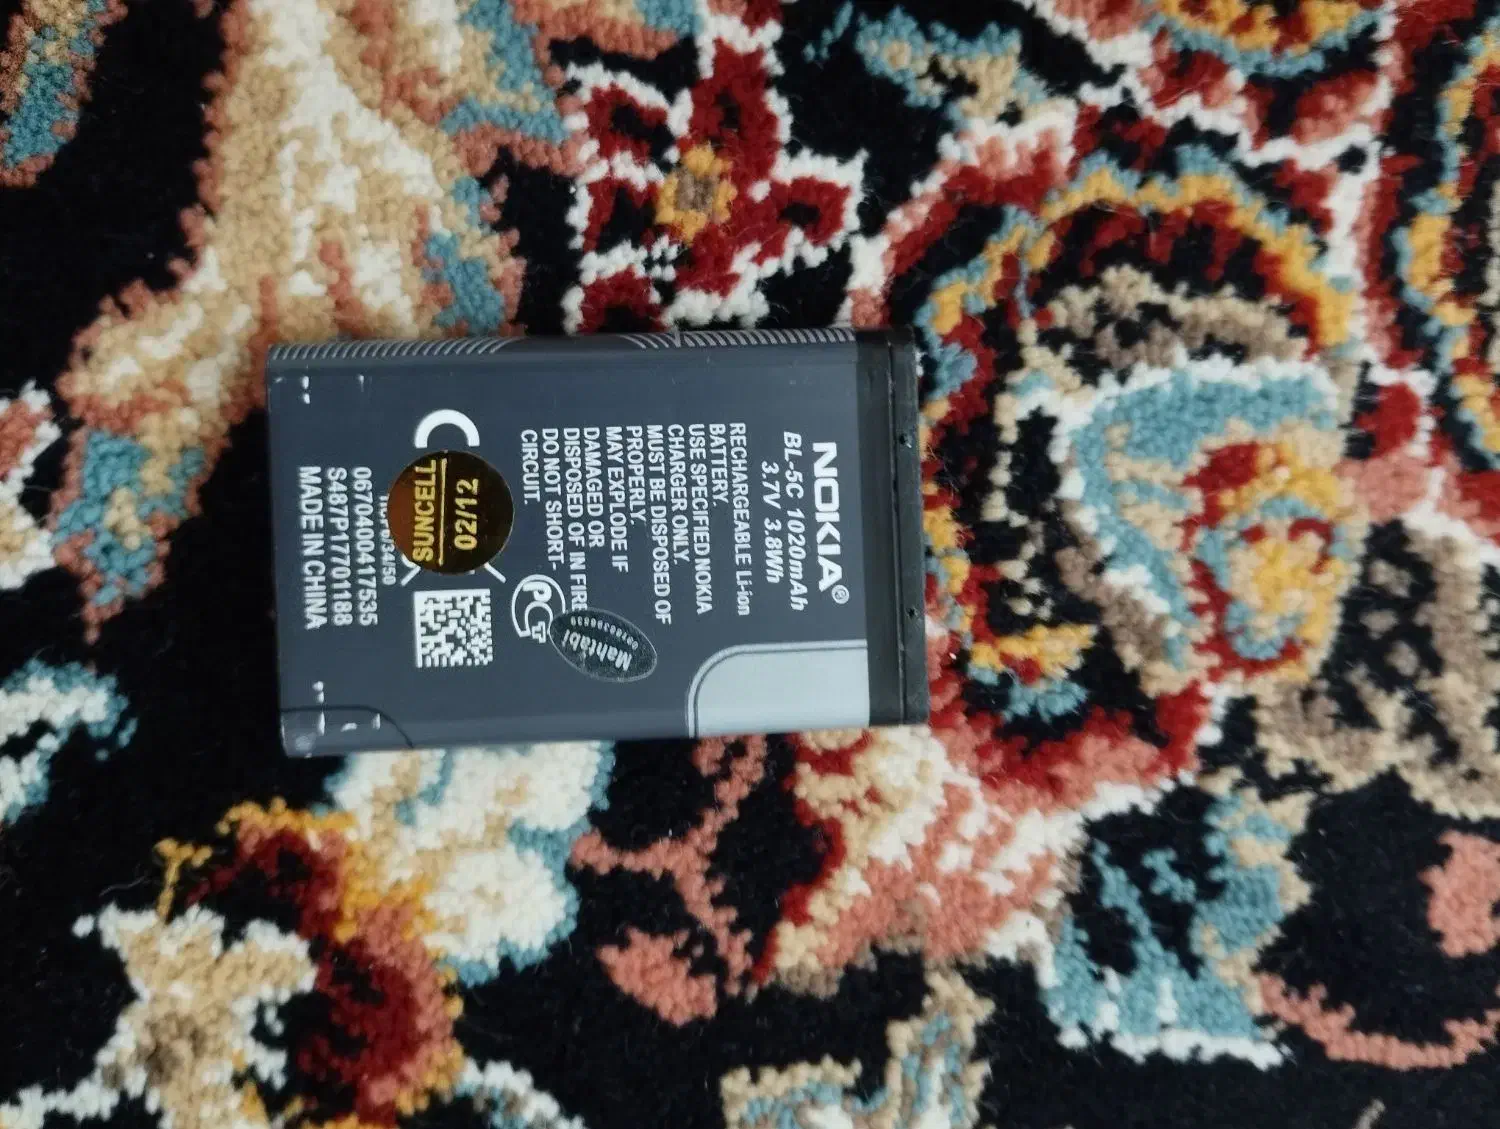 NOKIA®
BL-5C 1020mAh
3.7V 3.8Wh
RECHARGEABLE Li-ion
BATTERY.
USE SPECIFIED NOKIA
CHARGER ONLY.
MUST BE DISPOSED OF
PROPERLY.
MAY EXPLODE IF
DAMAGED OR
DISPOSED OF IN FIRE
DO NOT SHORT-
CIRCUIT.
Mahtabi
02/12
SUNCELL
0670400417535
S487P17701188
MADE IN CHINA